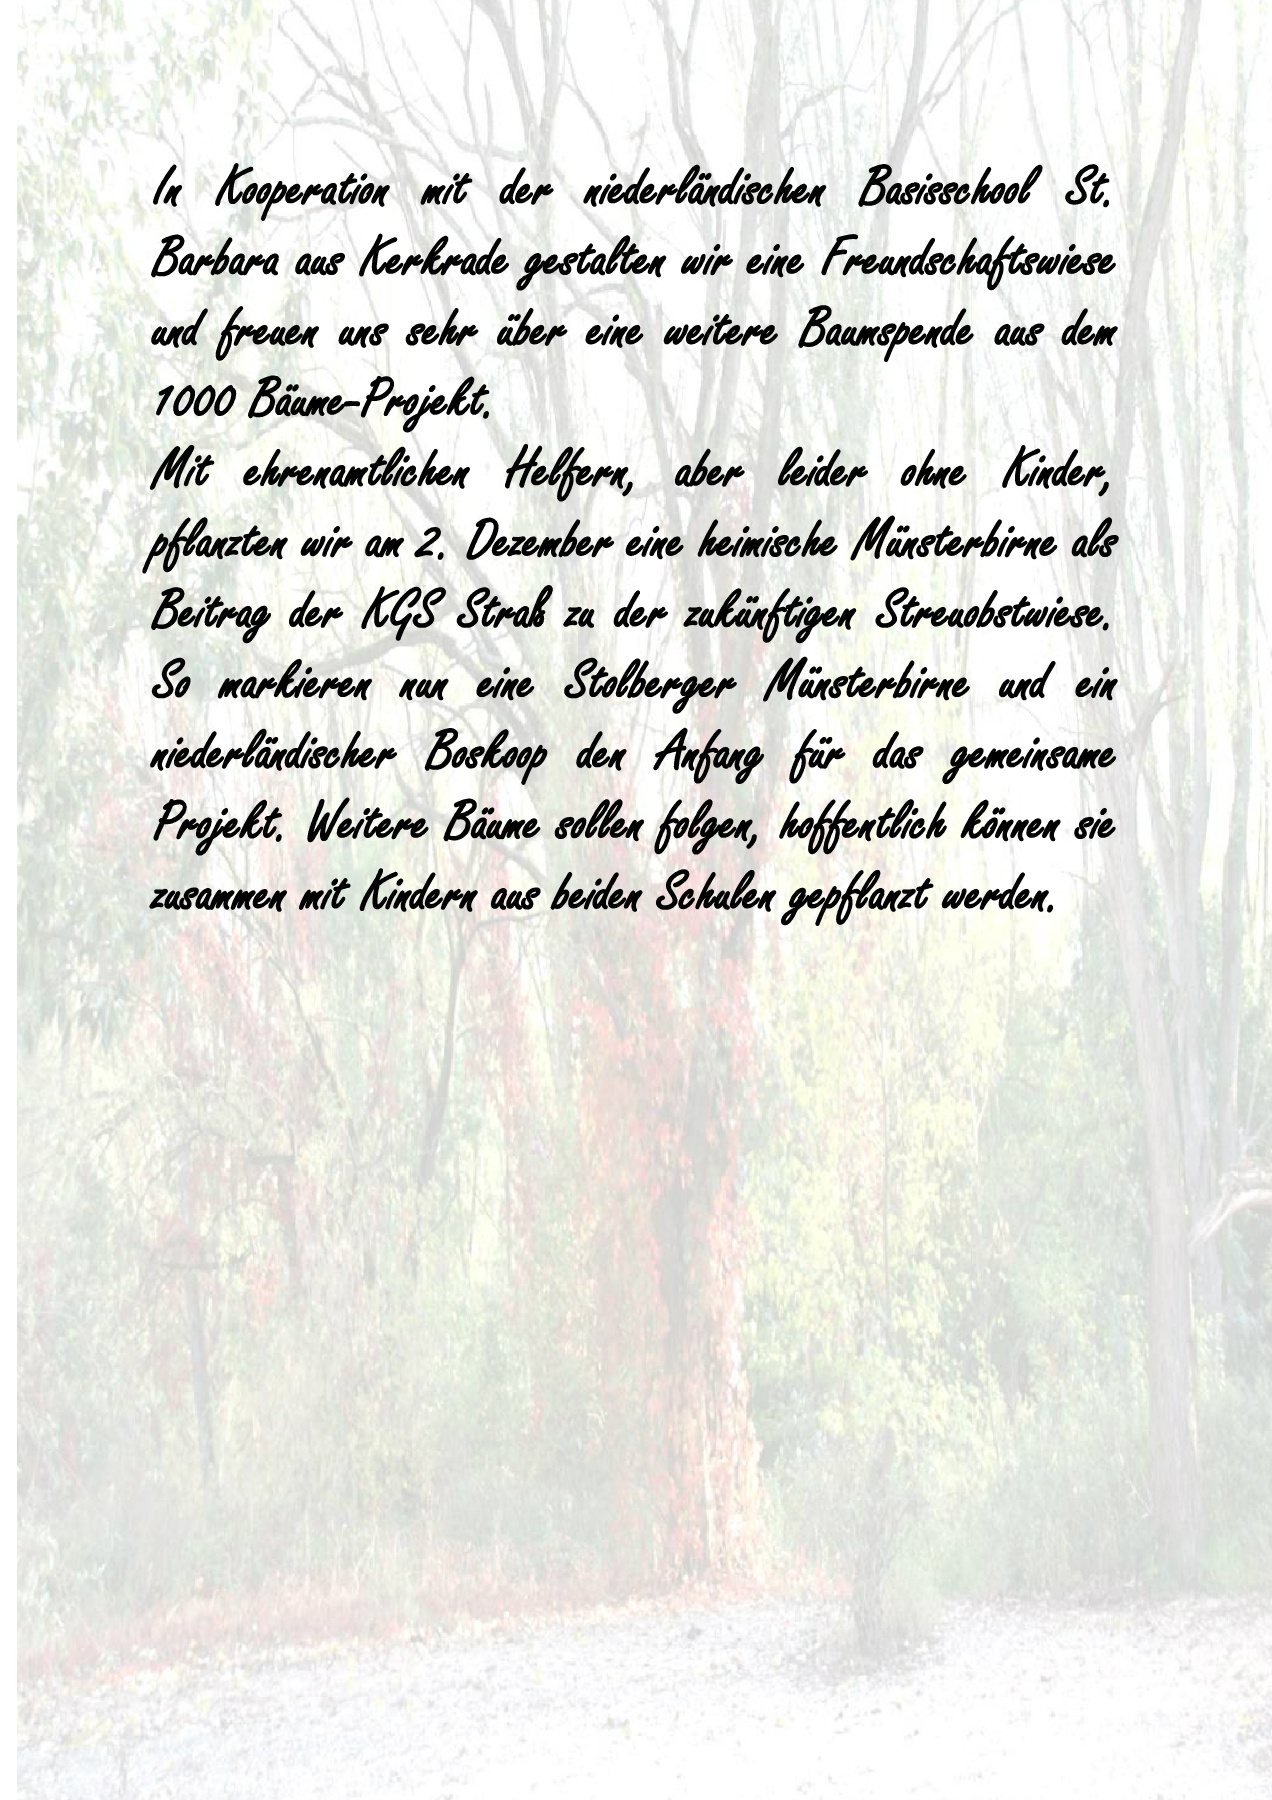 In Kooperation mit der niederländischen Basisschool St.
Barbara aus Kerkrade gestalten wir eine Freundschaftswiese
und freuen uns sehr über eine weitere Baumspende aus dem
1000 Bäume-Projekt.
Mit ehrenamtlichen Helfern, aber leider ohne Kinder,
pflanzten wir am 2. Dezember eine heimische Münsterbirne als
Beitrag der KGS Straß zu der zukünftigen Streuobstwiese.
So markieren nun eine Stolberger Münsterbirne und ein
niederländischer Boskoop den Anfang für das gemeinsame
Projekt. Weitere Bäume sollen folgen, hoffentlich können sie
zusammen mit Kindern aus beiden Schulen gepflanzt werden.